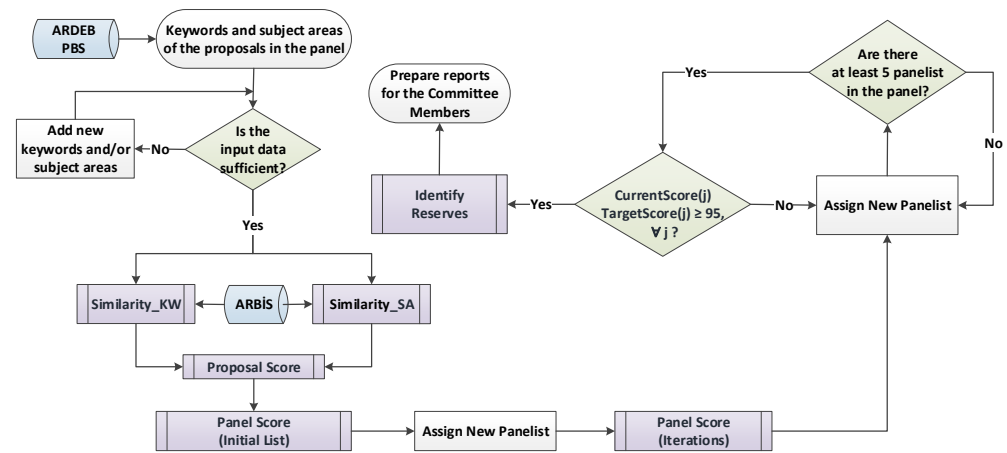 ARDEB
PBS
Keywords and subject areas
of the proposals in the panel
Add new
keywords and/or
subject areas
No
Is the
input data
sufficient?
Yes
Similarity_KW
ARBİS
Similarity_SA
Proposal Score
Panel Score
(Initial List)
Assign New Panelist
Panel Score
(Iterations)
Assign New Panelist
Are there
at least 5 panelist
in the panel?
Yes
No
CurrentScore(j)
TargetScore(j) ≥ 95,
∀ j ?
No
Yes
Identify
Reserves
Prepare reports
for the Committee
Members